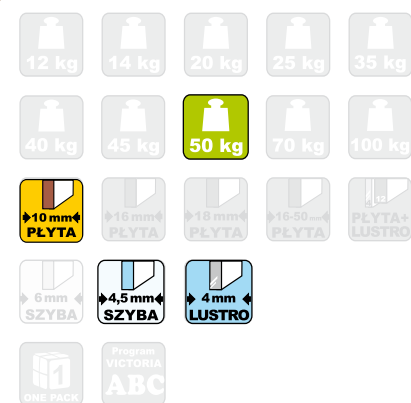 12 kg
14 kg
20 kg
25 kg
35 kg
40 kg
45 kg
50 kg
70 kg
100 kg
10 mm
PŁYTA
16 mm
PŁYTA
18 mm
PŁYTA
16-50 mm
PŁYTA
12
PŁYTA+
LUSTRO
6 mm
SZYBA
4,5 mm
SZYBA
4 mm
LUSTRO
1
ONE PACK
Program
VICTORIA
ABC